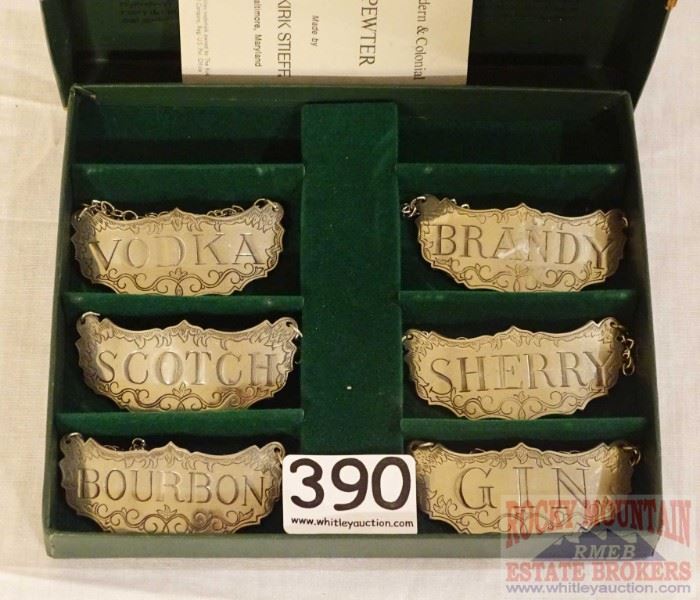 dern & Colonial
PEWTER
Made by
KIRK STIEFF
altimore, Maryland
VODKA
BRANDY
SCOTCH
SHERRY
BOURBON
GIN
390
www.whitleyauction.com
ROCKY MOUNTAIN
RMEB
ESTATE BROKERS
www.whitleyauction.com